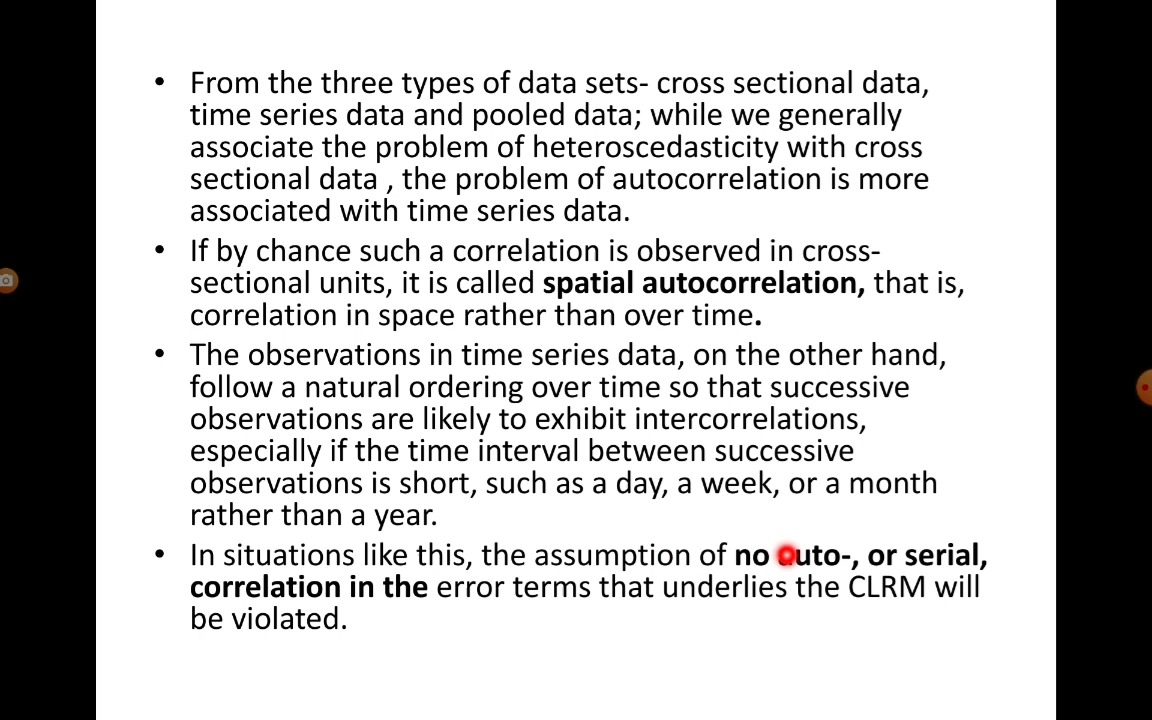 • From the three types of data sets- cross sectional data,
time series data and pooled data; while we generally
associate the problem of heteroscedasticity with cross
sectional data , the problem of autocorrelation is more
associated with time series data.
• If by chance such a correlation is observed in cross-
sectional units, it is called spatial autocorrelation, that is,
correlation in space rather than over time.
• The observations in time series data, on the other hand,
follow a natural ordering over time so that successive
observations are likely to exhibit intercorrelations,
especially if the time interval between successive
observations is short, such as a day, a week, or a month
rather than a year.
• In situations like this, the assumption of no auto-, or serial,
correlation in the error terms that underlies the CLRM will
be violated.